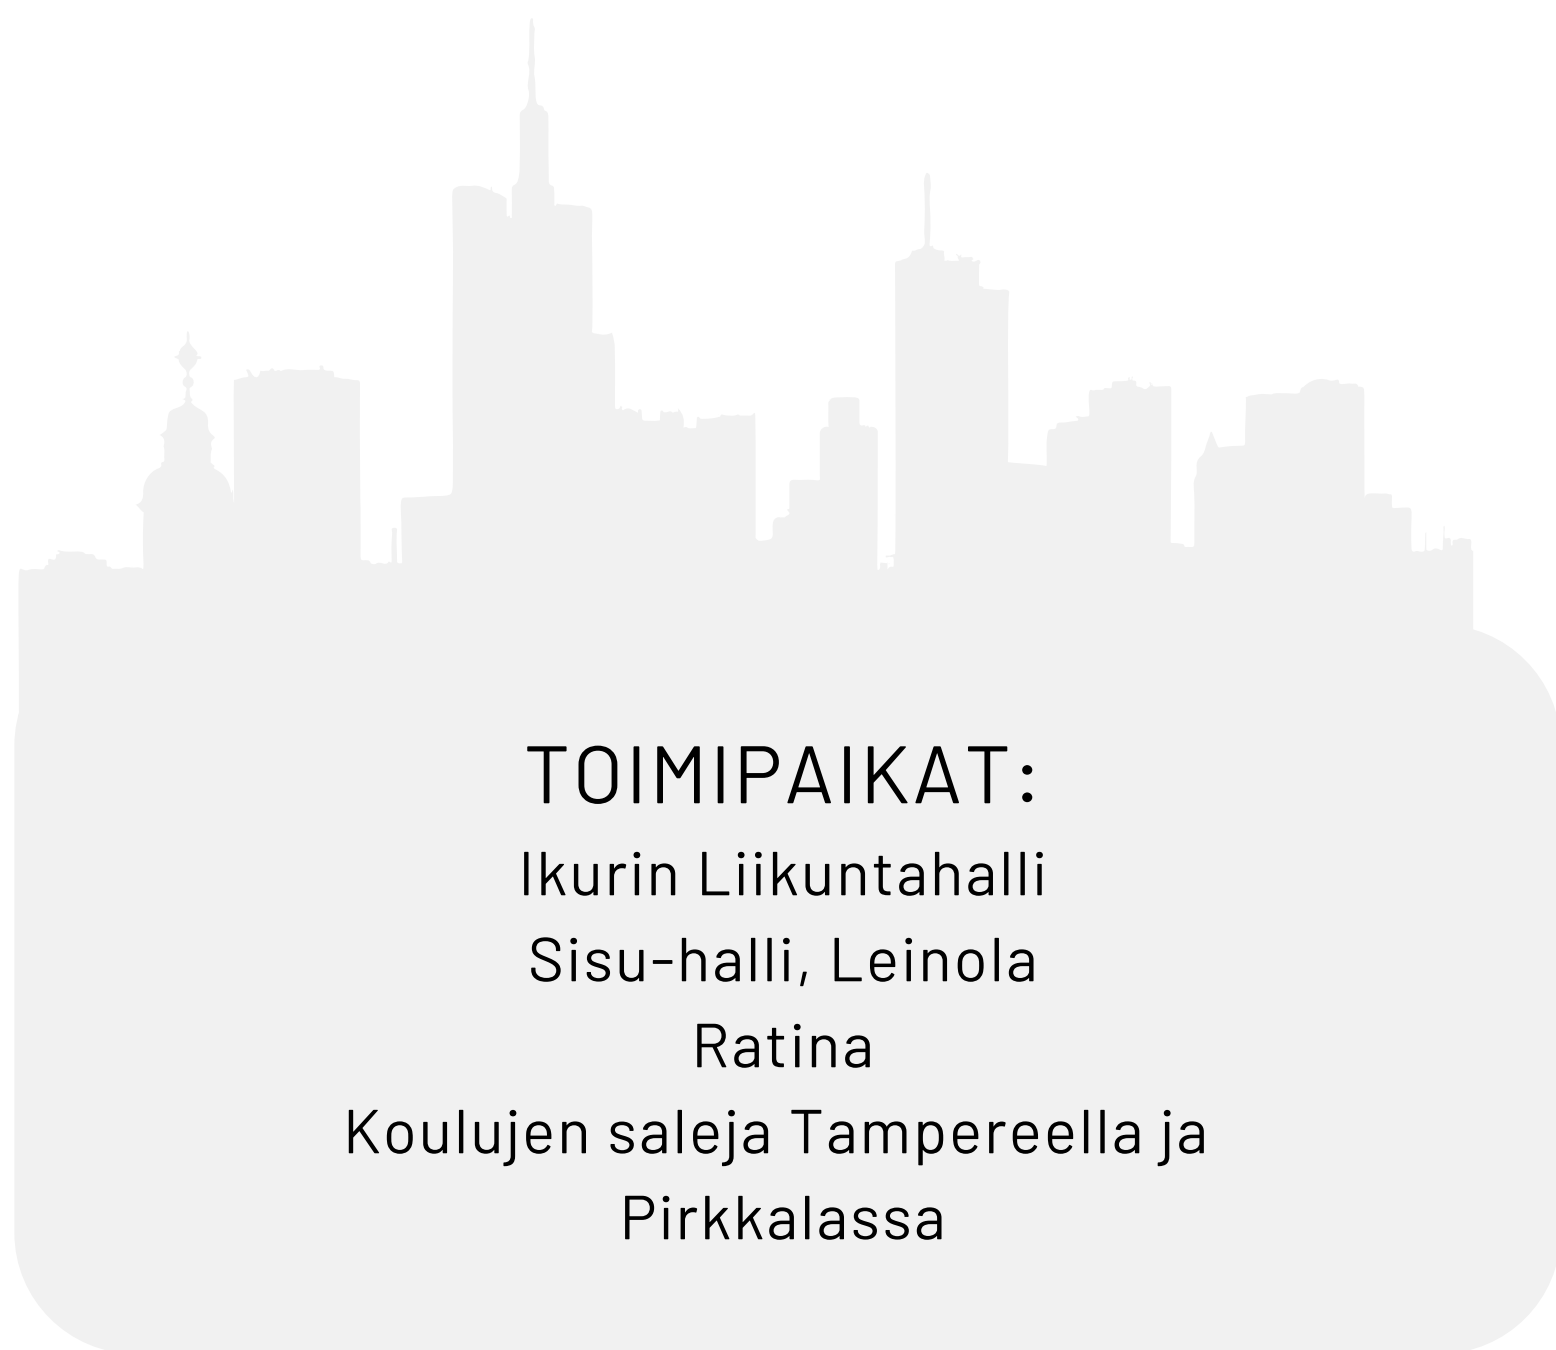 TOIMIPAIKAT:
Ikurin Liikuntahalli
Sisu-halli, Leinola
Ratina
Koulujen saleja Tampereella ja
Pirkkalassa